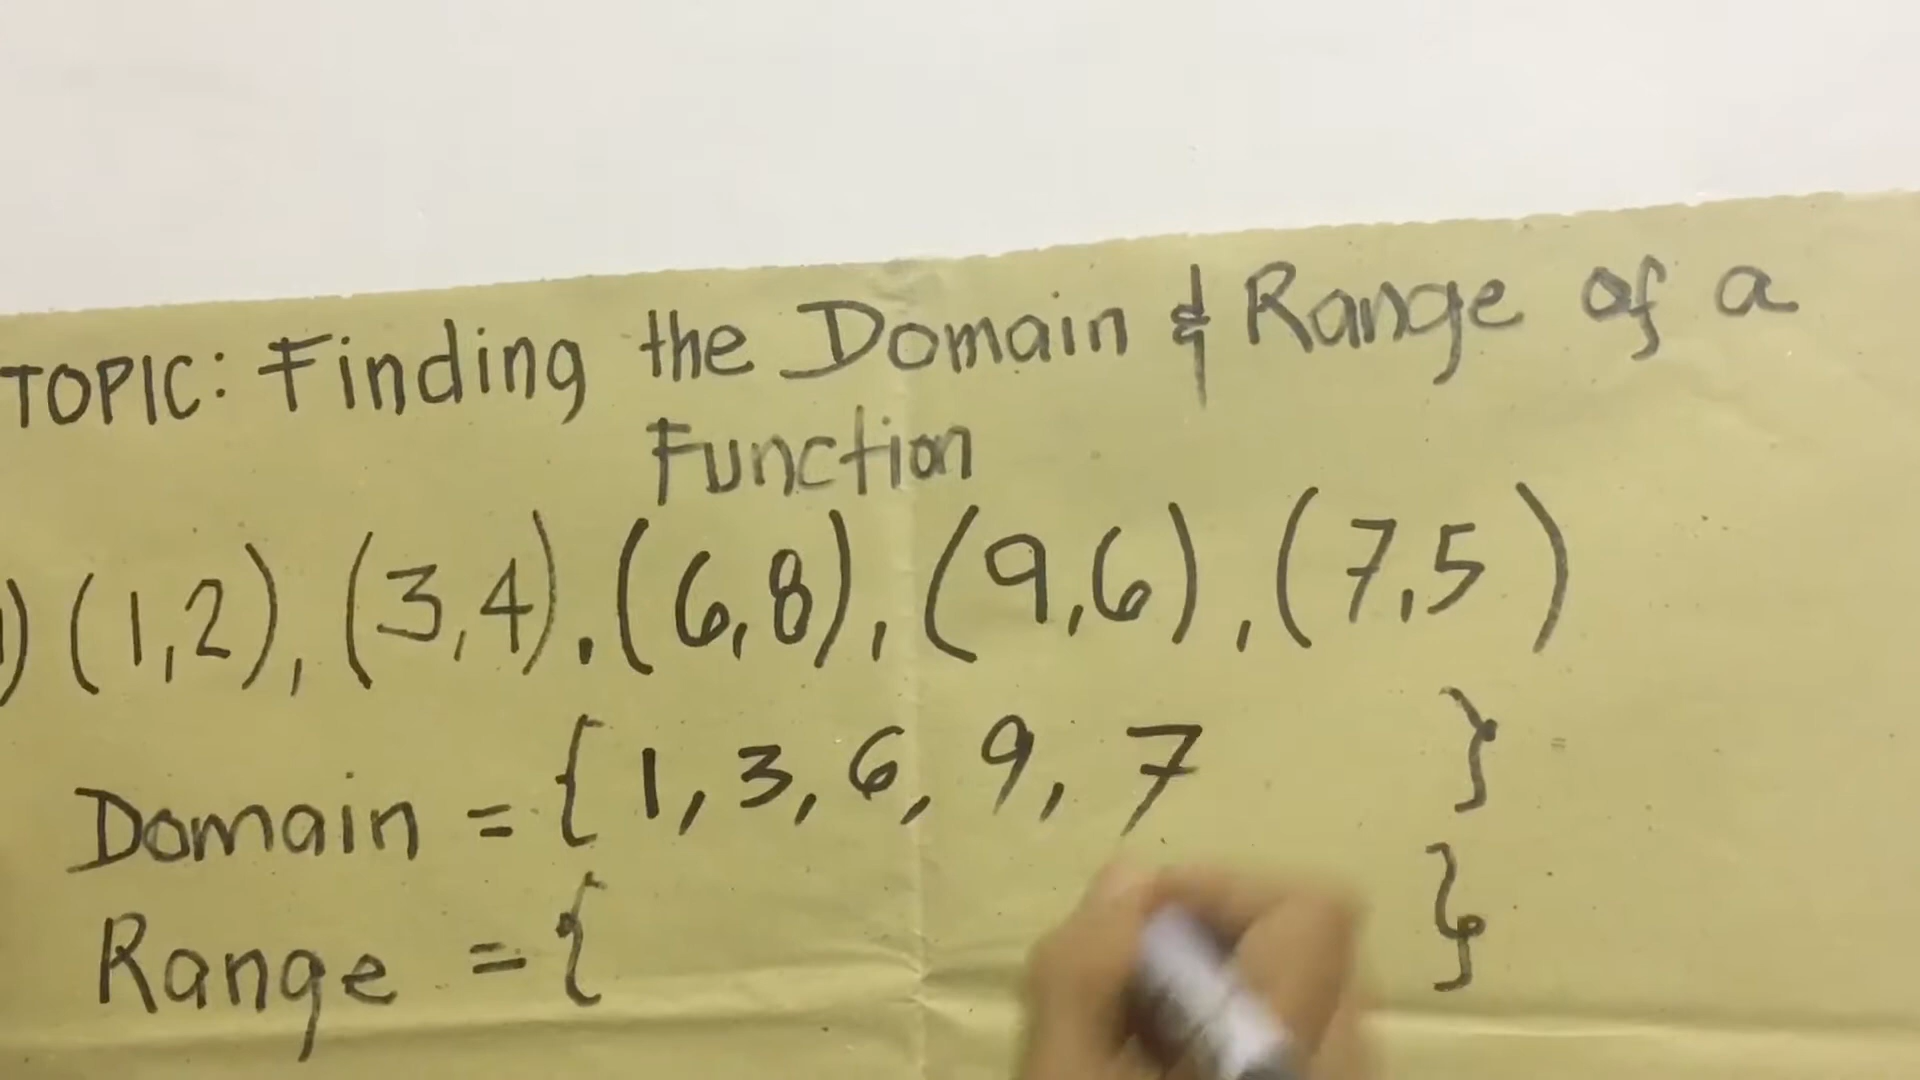 TOPIC: Finding the Domain & Range of a
Function
1) (1,2), (3,4), (6,8), (9,6), (7,5)
Domain = { 1, 3, 6, 9, 7 }
Range = { }